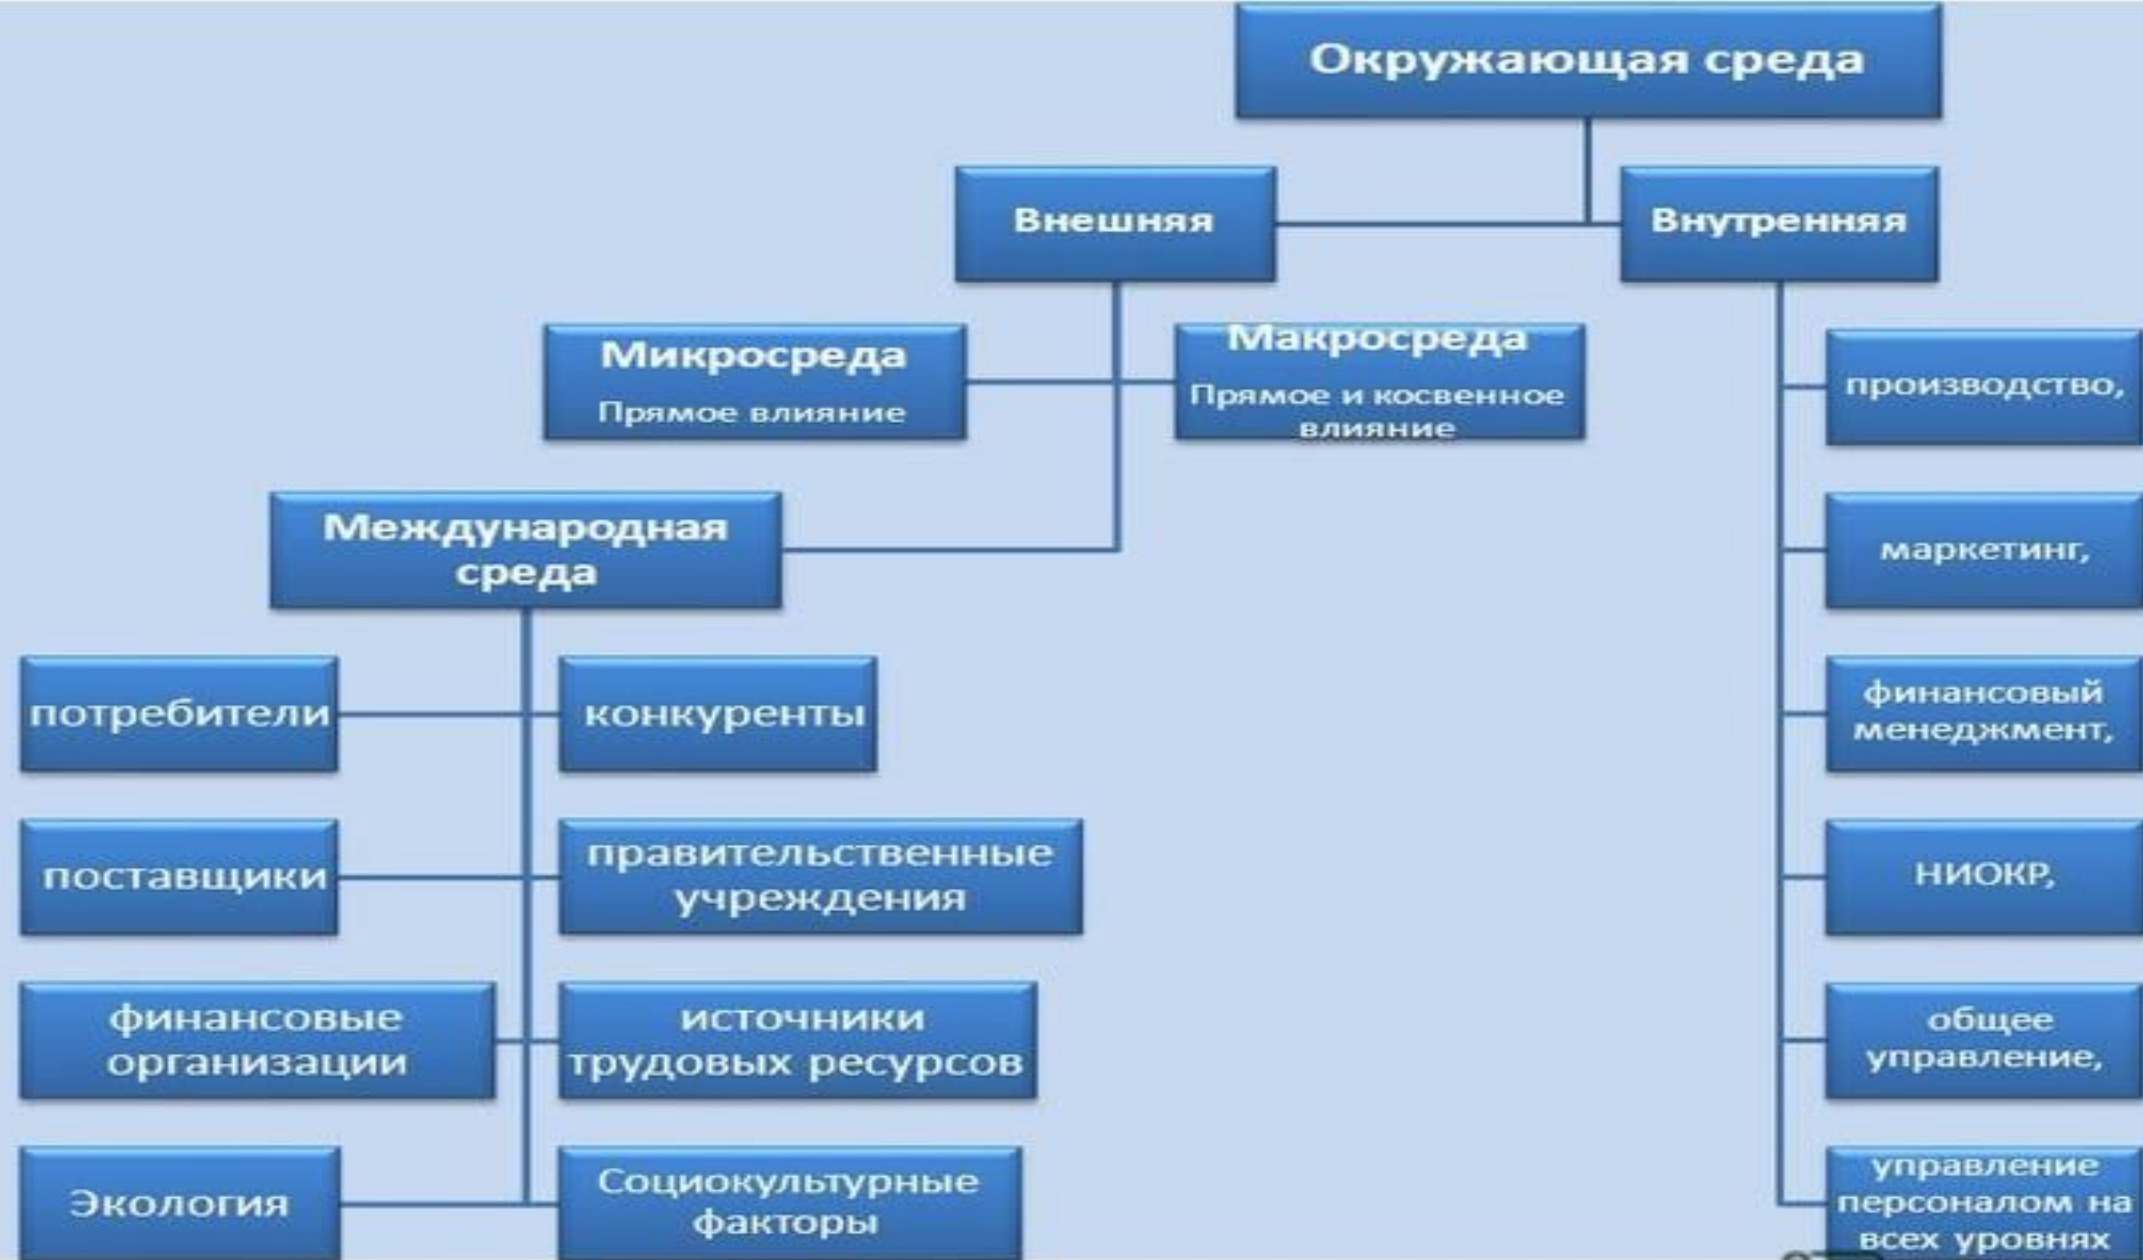 Окружающая среда
Внешняя
Внутренняя
Микросреда
Прямое влияние
Макросреда
Прямое и косвенное
влияние
производство,
Международная
среда
маркетинг,
потребители
конкуренты
финансовый
менеджмент,
поставщики
правительственные
учреждения
НИОКР,
финансовые
организации
источники
трудовых ресурсов
общее
управление,
Экология
Социокультурные
факторы
управление
персоналом на
всех уровнях